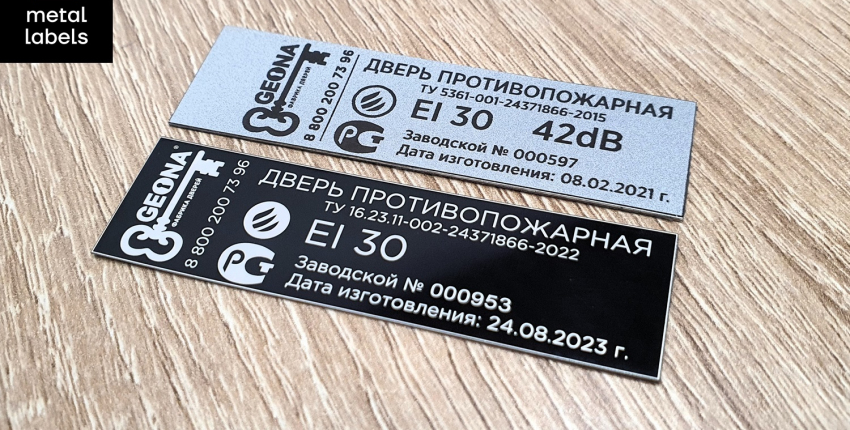 metal
labels
GEONA®
ФАБРИКА ДВЕРЕЙ
8 800 200 73 96
ДВЕРЬ ПРОТИВОПОЖАРНАЯ
ТУ 5361-001-24371866-2015
EI 30 42dB
Заводской № 000597
Дата изготовления: 08.02.2021 г.
GEONA®
ФАБРИКА ДВЕРЕЙ
8 800 200 73 96
ДВЕРЬ ПРОТИВОПОЖАРНАЯ
ТУ 16.23.11-002-24371866-2022
EI 30
Заводской № 000953
Дата изготовления: 24.08.2023 г.